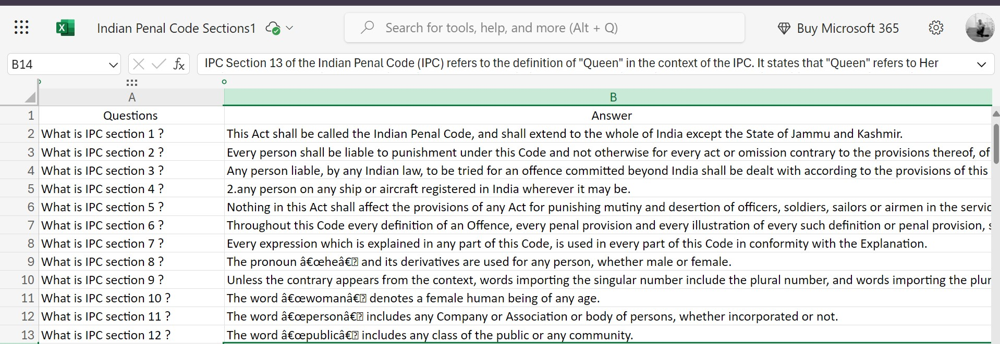 Indian Penal Code Sections1
Search for tools, help, and more (Alt + Q)
Buy Microsoft 365
B14
fx
IPC Section 13 of the Indian Penal Code (IPC) refers to the definition of "Queen" in the context of the IPC. It states that "Queen" refers to Her
A B
1 Questions Answer
2 What is IPC section 1 ? This Act shall be called the Indian Penal Code, and shall extend to the whole of India except the State of Jammu and Kashmir.
3 What is IPC section 2 ? Every person shall be liable to punishment under this Code and not otherwise for every act or omission contrary to the provisions thereof, of
4 What is IPC section 3 ? Any person liable, by any Indian law, to be tried for an offence committed beyond India shall be dealt with according to the provisions of this
5 What is IPC section 4 ? 2.any person on any ship or aircraft registered in India wherever it may be.
6 What is IPC section 5 ? Nothing in this Act shall affect the provisions of any Act for punishing mutiny and desertion of officers, soldiers, sailors or airmen in the servic
7 What is IPC section 6 ? Throughout this Code every definition of an Offence, every penal provision and every illustration of every such definition or penal provision, s
8 What is IPC section 7 ? Every expression which is explained in any part of this Code, is used in every part of this Code in conformity with the Explanation.
9 What is IPC section 8 ? The pronoun â€œheâ€� and its derivatives are used for any person, whether male or female.
10 What is IPC section 9 ? Unless the contrary appears from the context, words importing the singular number include the plural number, and words importing the plur
11 What is IPC section 10 ? The word â€œwomanâ€� denotes a female human being of any age.
12 What is IPC section 11 ? The word â€œpersonâ€� includes any Company or Association or body of persons, whether incorporated or not.
13 What is IPC section 12 ? The word â€œpublicâ€� includes any class of the public or any community.